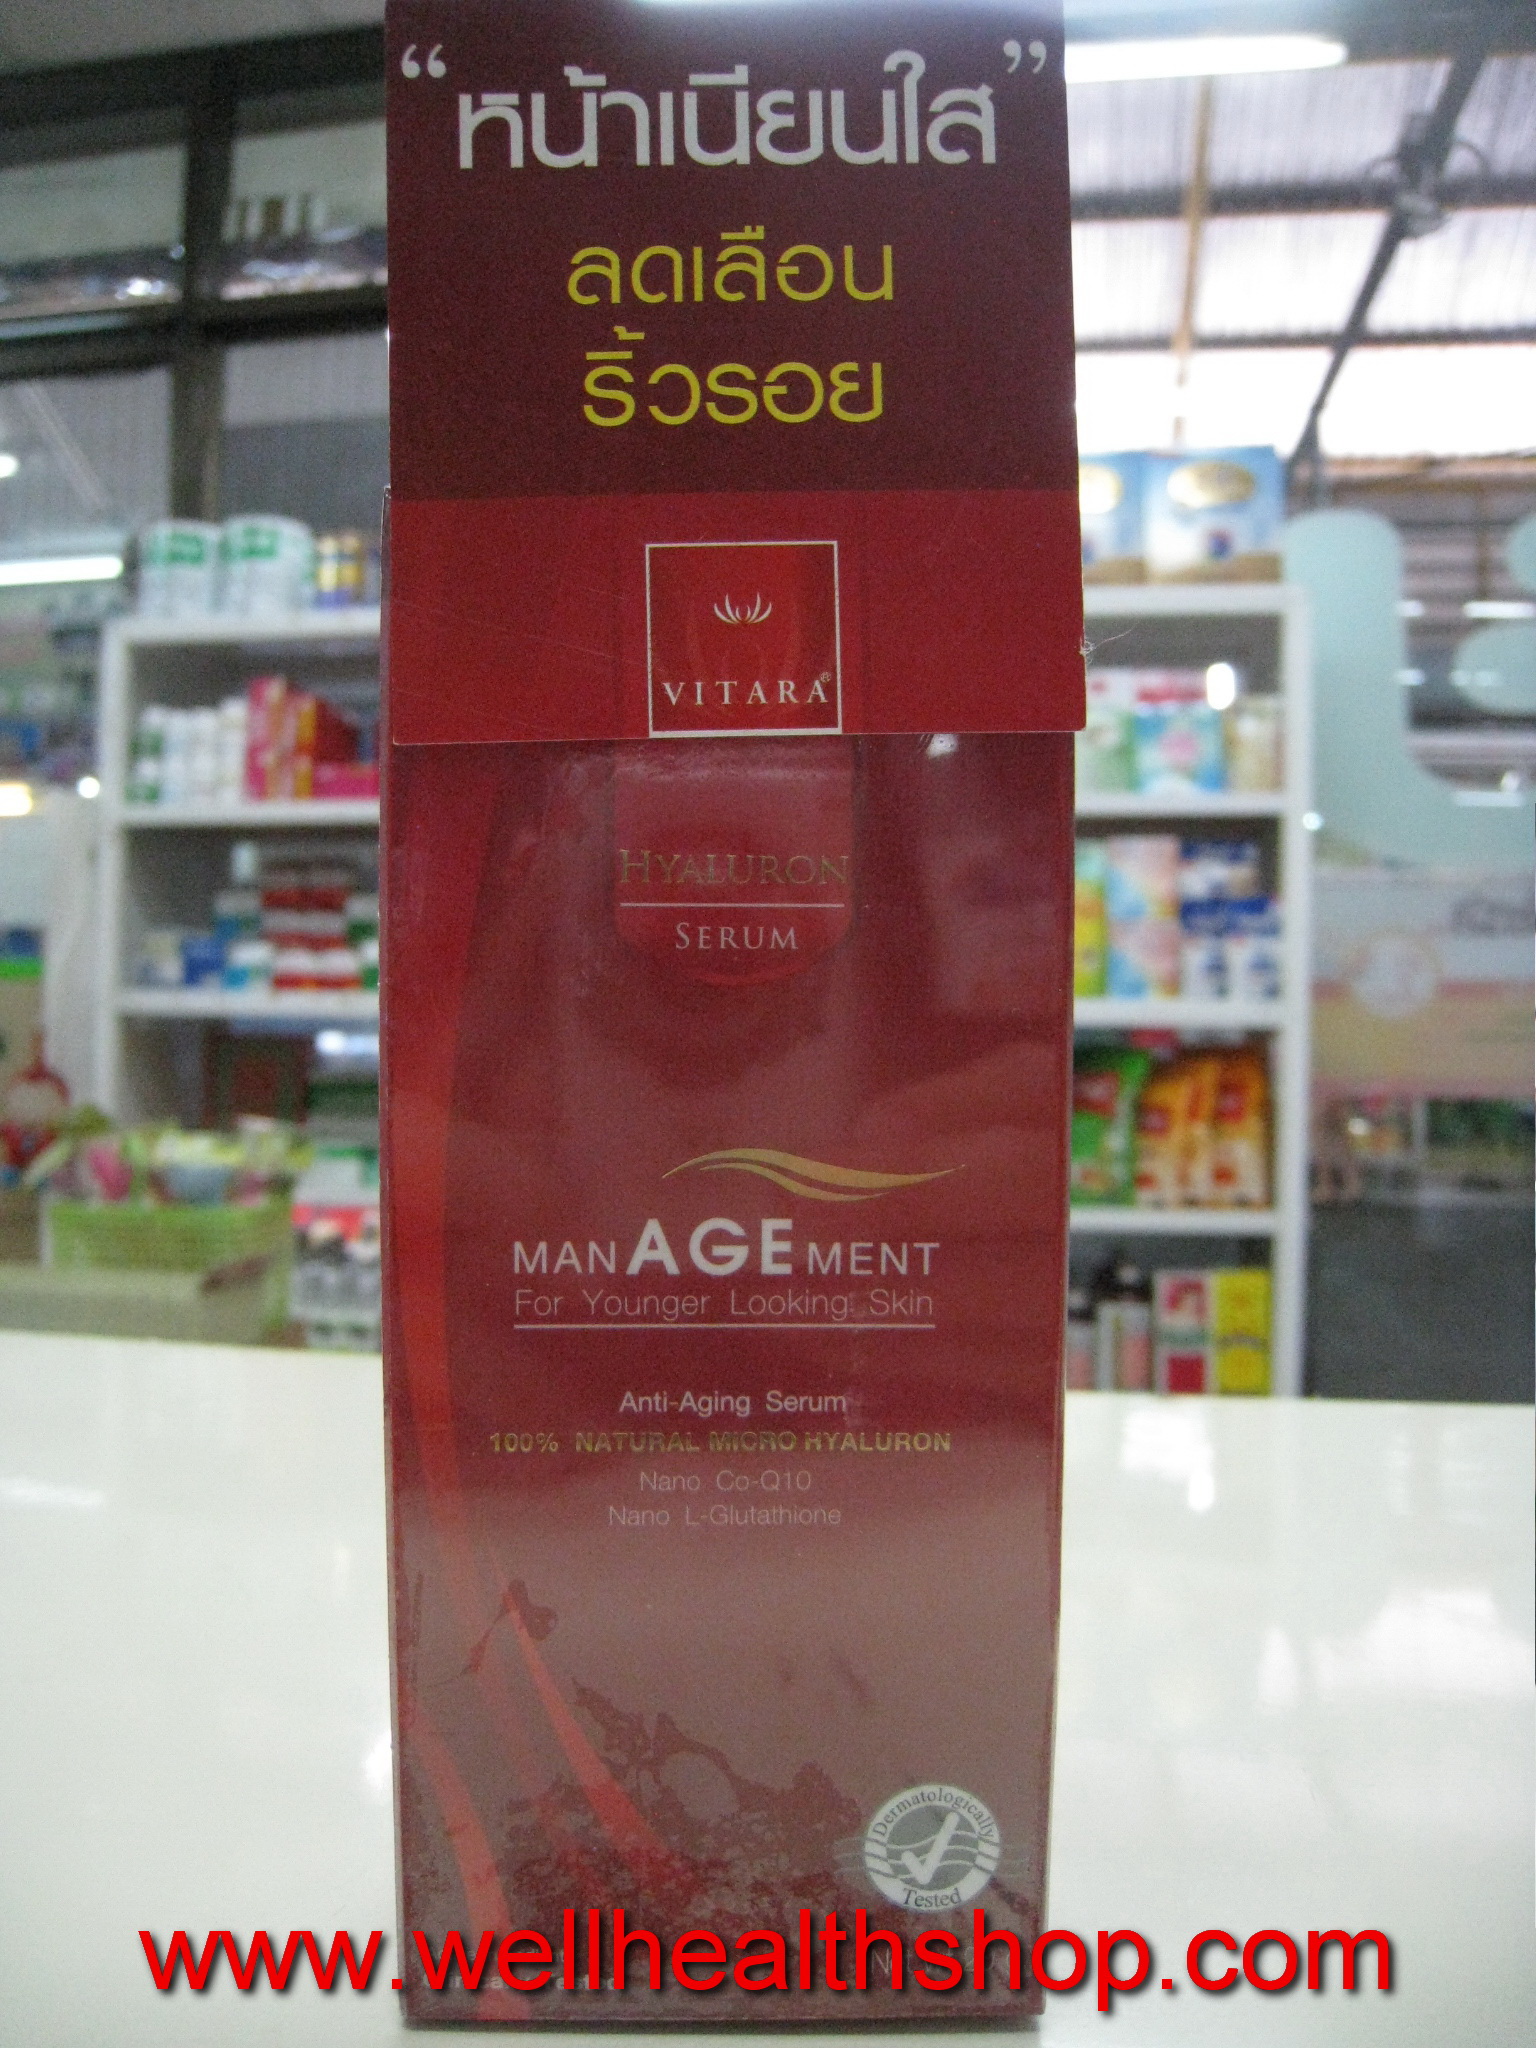 “ หน้าเนียนใส ”
ลดเลือน
ริ้วรอย
VITARA®
HYALURON
SERUM
MANAGEMENT
For Younger Looking Skin
Anti-Aging Serum
100% NATURAL MICRO HYALURON
Nano Co-Q10
Nano L-Glutathione
Dermatologically
Tested
www.wellhealthshop.com